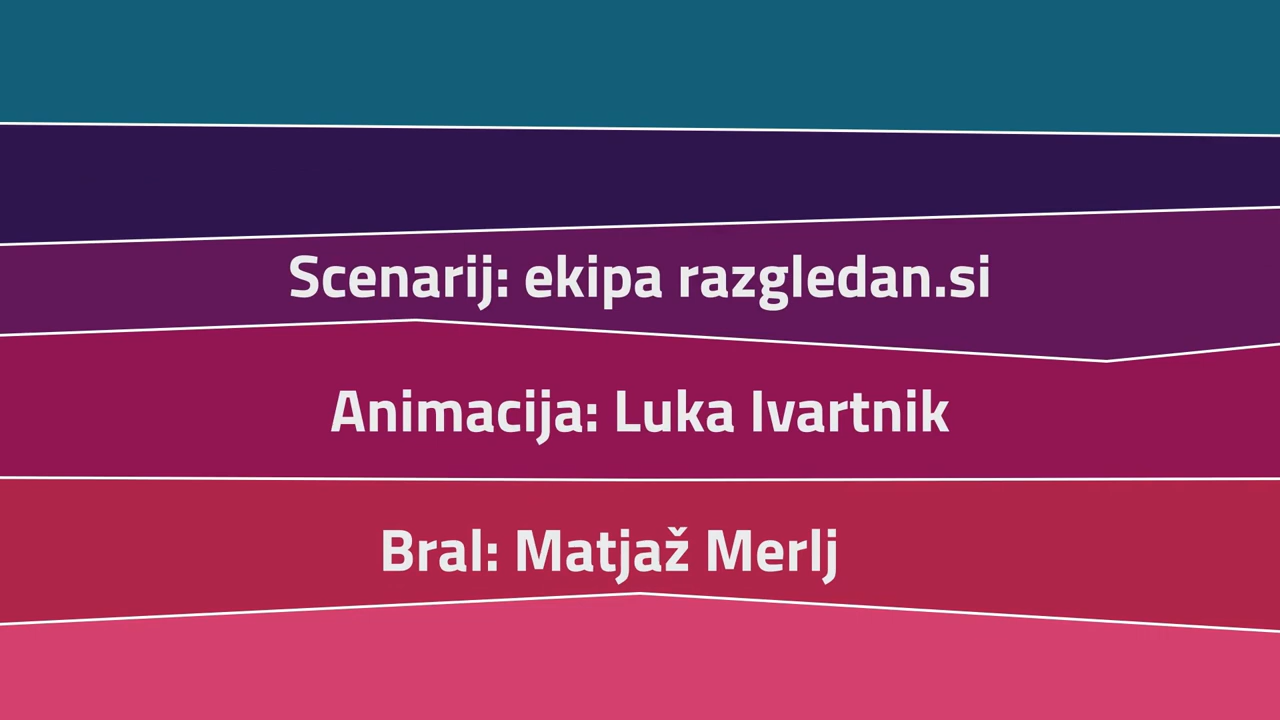 Scenarij: ekipa razgledan.si
Animacija: Luka Ivartnik
Bral: Matjaž Merlj